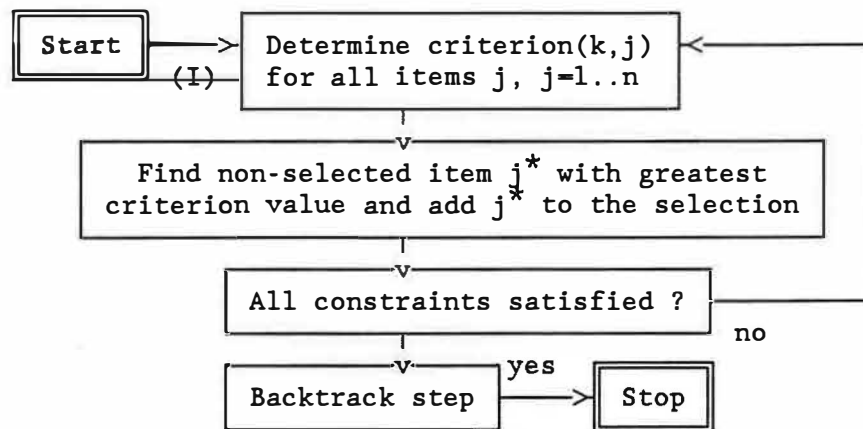 Start
(I)
Determine criterion(k,j)
for all items j, j=1..n
Find non-selected item j* with greatest
criterion value and add j* to the selection
All constraints satisfied ?
no
yes
Backtrack step
Stop